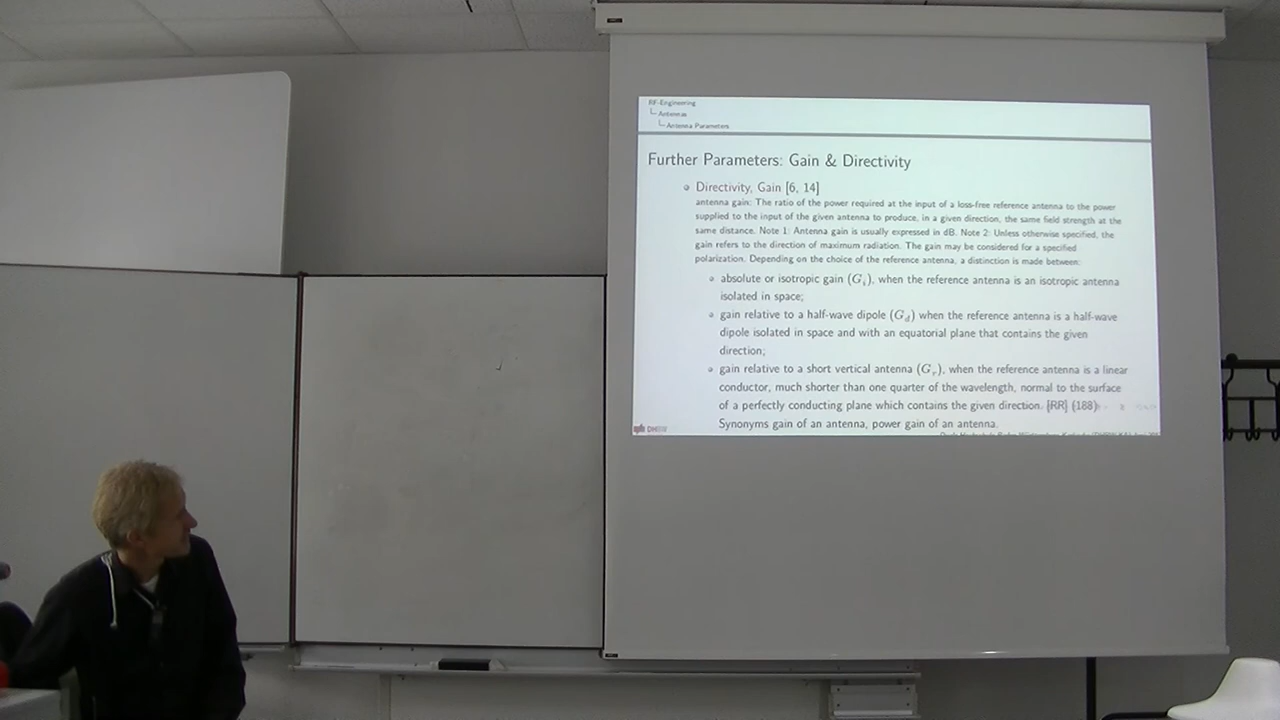 RF-Engineering
Antennas
Antenna Parameters
Further Parameters: Gain & Directivity
Directivity, Gain [6, 14]
antenna gain: The ratio of the power required at the input of a loss-free reference antenna to the power
supplied to the input of the given antenna to produce, in a given direction, the same field strength at the
same distance. Note 1: Antenna gain is usually expressed in dB. Note 2: Unless otherwise specified, the
gain refers to the direction of maximum radiation. The gain may be considered for a specified
polarization. Depending on the choice of the reference antenna, a distinction is made between:
absolute or isotropic gain (Gᵢ), when the reference antenna is an isotropic antenna
isolated in space;
gain relative to a half-wave dipole (G_d) when the reference antenna is a half-wave
dipole isolated in space and with an equatorial plane that contains the given
direction;
gain relative to a short vertical antenna (Gᵣ), when the reference antenna is a linear
conductor, much shorter than one quarter of the wavelength, normal to the surface
of a perfectly conducting plane which contains the given direction. [RR] (188)
Synonyms gain of an antenna, power gain of an antenna.
DHBW